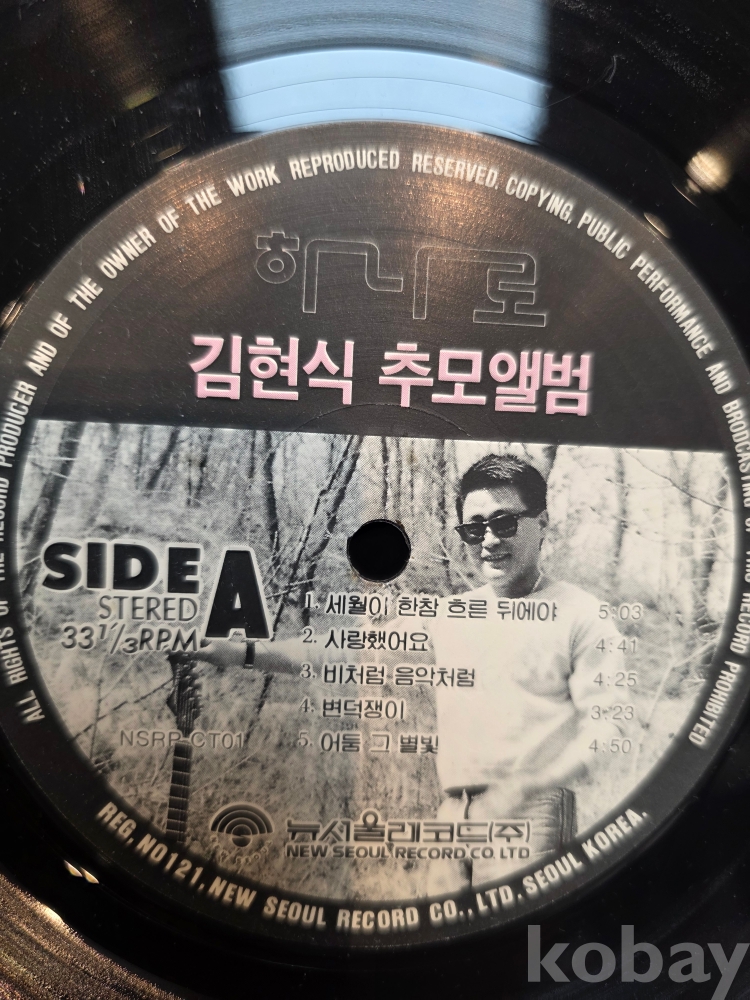 ALL RIGHTS OF THE RECORD PRODUCER AND OF THE OWNER OF THE WORK REPRODUCED RESERVED. COPYING, PUBLIC PERFORMANCE AND BROADCASTING OF THIS RECORD PROHIBITED
하나로
김현식 추모앨범
SIDE A
STEREO
33 1/3 RPM
1. 세월이 한참 흐른 뒤에야 5:03
2. 사랑했어요 4:41
3. 비처럼 음악처럼 4:25
4. 변덕쟁이 3:23
5. 어둠 그 별빛 4:50
NSRP-CT01
뉴서울레코드(주)
NEW SEOUL RECORD CO. LTD
REG, NO121, NEW SEOUL RECORD CO., LTD, SEOUL KOREA.
kobay